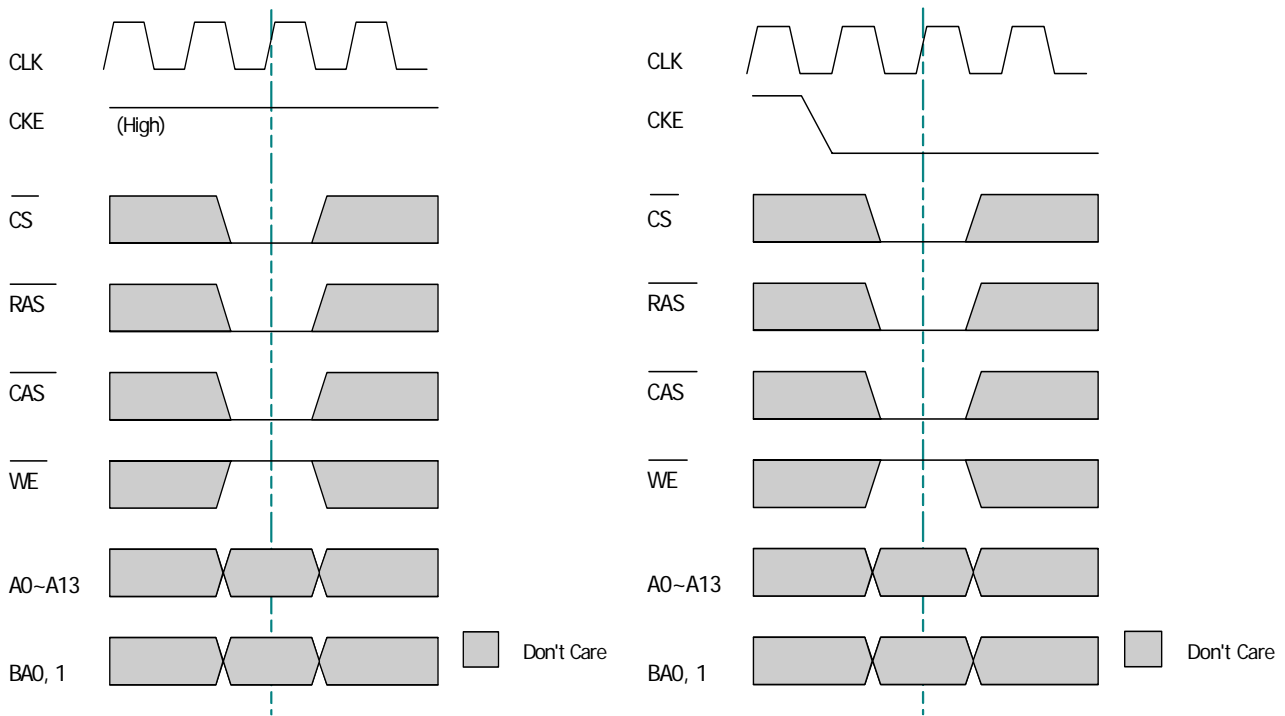 CLK
CKE
(High)
CS
RAS
CAS
WE
A0~A13
BA0, 1
Don't Care
CLK
CKE
CS
RAS
CAS
WE
A0~A13
BA0, 1
Don't Care